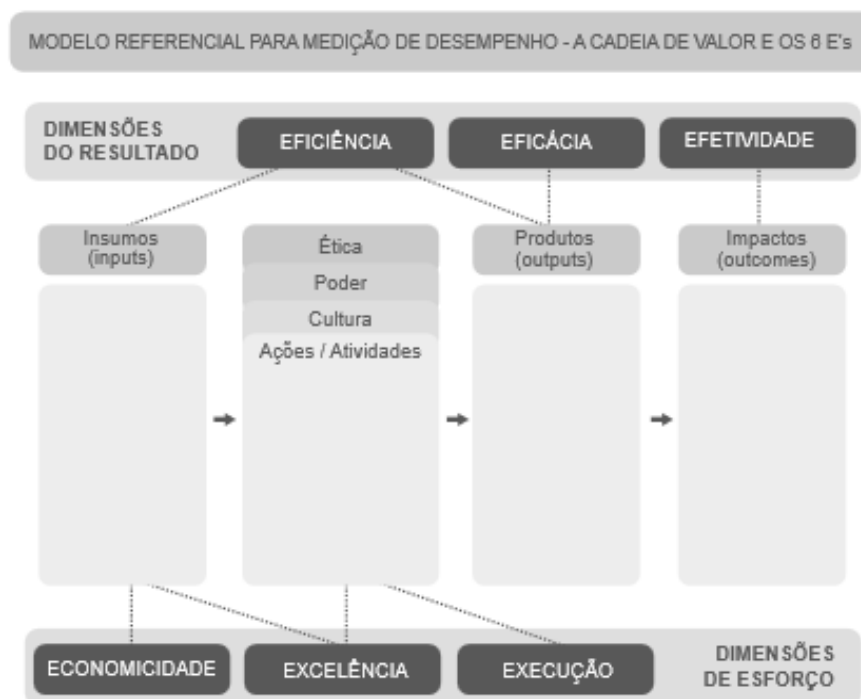 MODELO REFERENCIAL PARA MEDIÇÃO DE DESEMPENHO - A CADEIA DE VALOR E OS 6 E's
DIMENSÕES
DO RESULTADO
EFICIÊNCIA
EFICÁCIA
EFETIVIDADE
Insumos
(inputs)
Ética
Poder
Cultura
Ações / Atividades
Produtos
(outputs)
Impactos
(outcomes)
ECONOMICIDADE
EXCELÊNCIA
EXECUÇÃO
DIMENSÕES
DE ESFORÇO